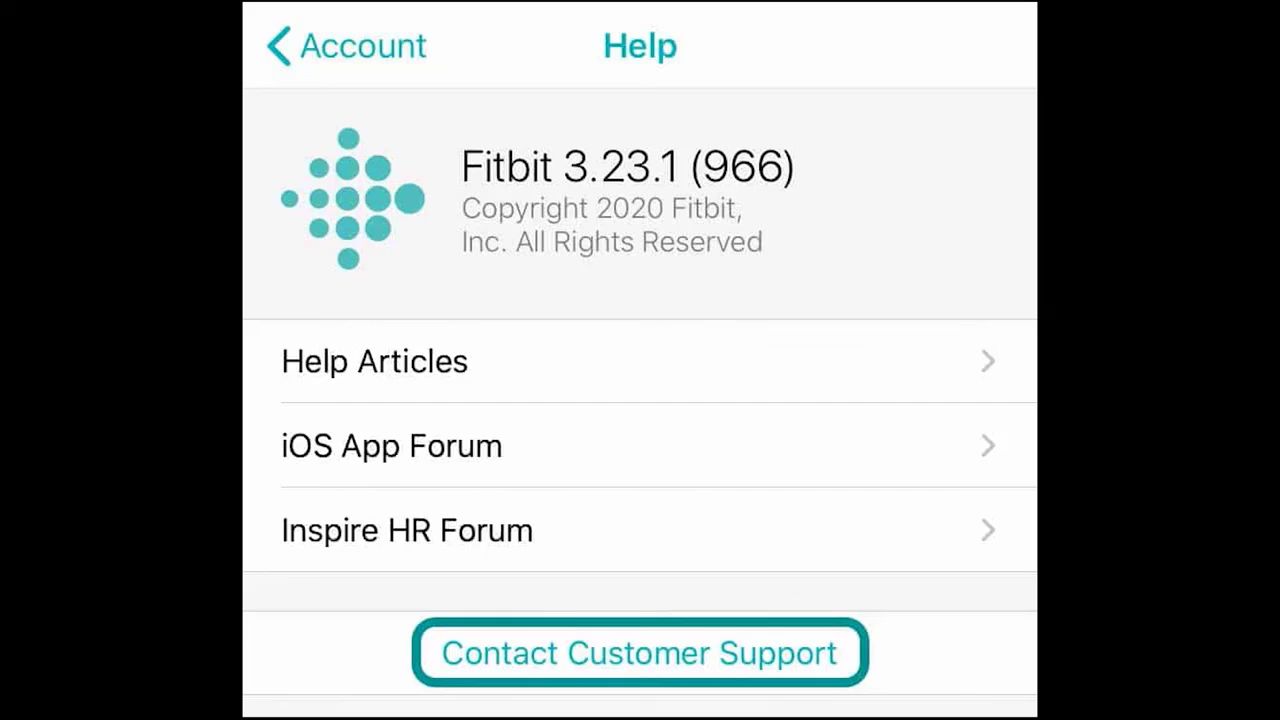 Account
Help
Fitbit 3.23.1 (966)
Copyright 2020 Fitbit,
Inc. All Rights Reserved
Help Articles
iOS App Forum
Inspire HR Forum
Contact Customer Support